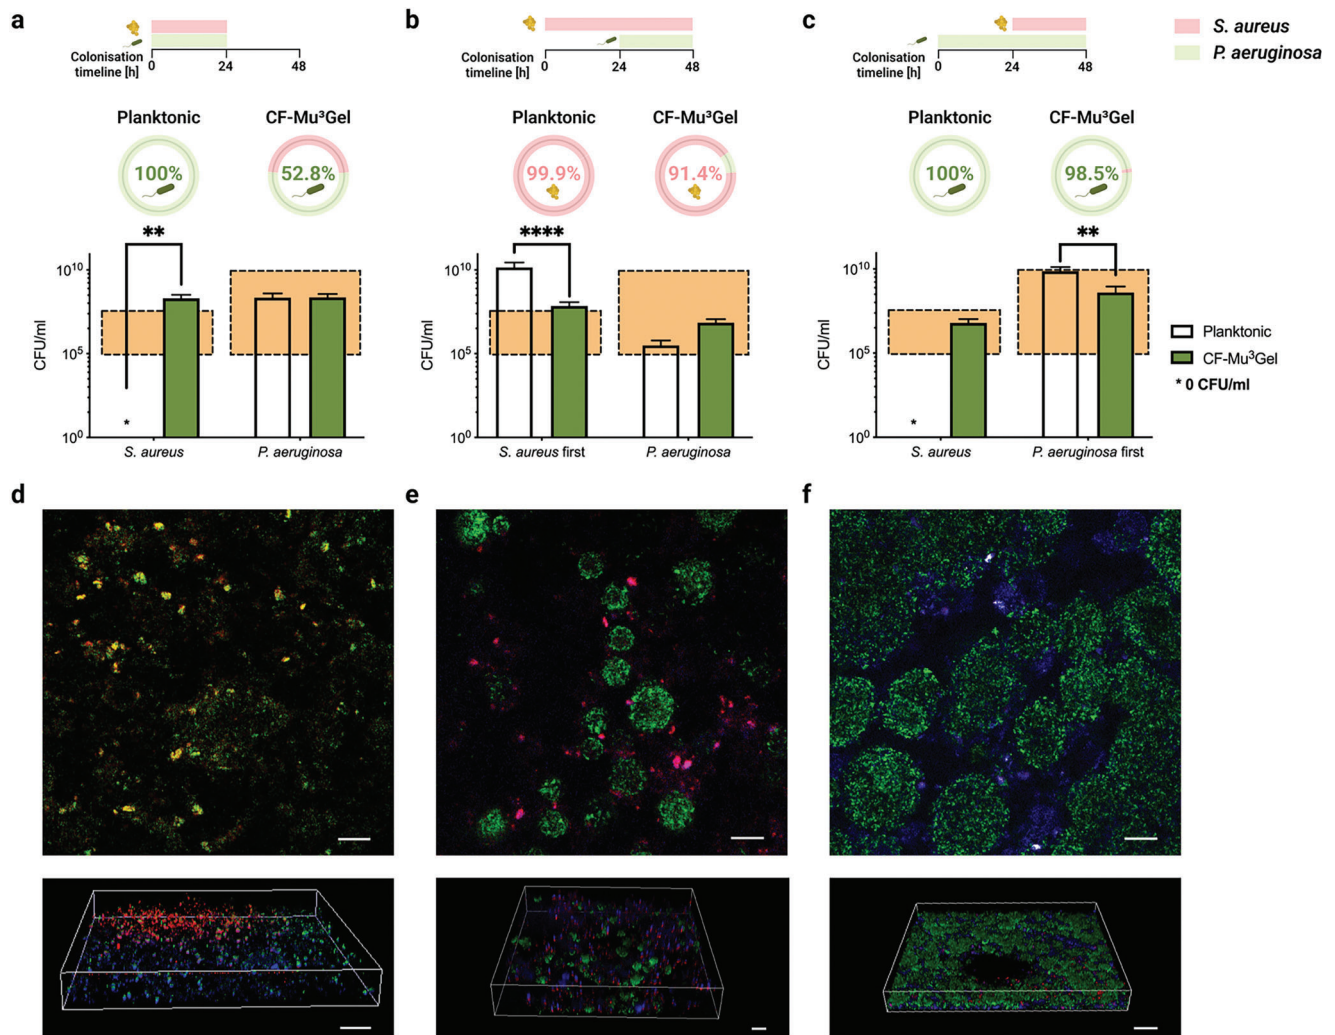 a
Colonisation
timeline [h]
0
24
48
Planktonic
CF-Mu³Gel
100%
52.8%
**
CFU/ml
10¹⁰
10⁵
10⁰
*
S. aureus
P. aeruginosa
b
Colonisation
timeline [h]
0
24
48
Planktonic
CF-Mu³Gel
99.9%
91.4%
****
CFU/ml
10¹⁰
10⁵
10⁰
S. aureus first
P. aeruginosa
c
Colonisation
timeline [h]
0
24
48
Planktonic
CF-Mu³Gel
100%
98.5%
**
CFU/ml
10¹⁰
10⁵
10⁰
*
S. aureus
P. aeruginosa first
S. aureus
P. aeruginosa
Planktonic
CF-Mu³Gel
* 0 CFU/ml
d
e
f